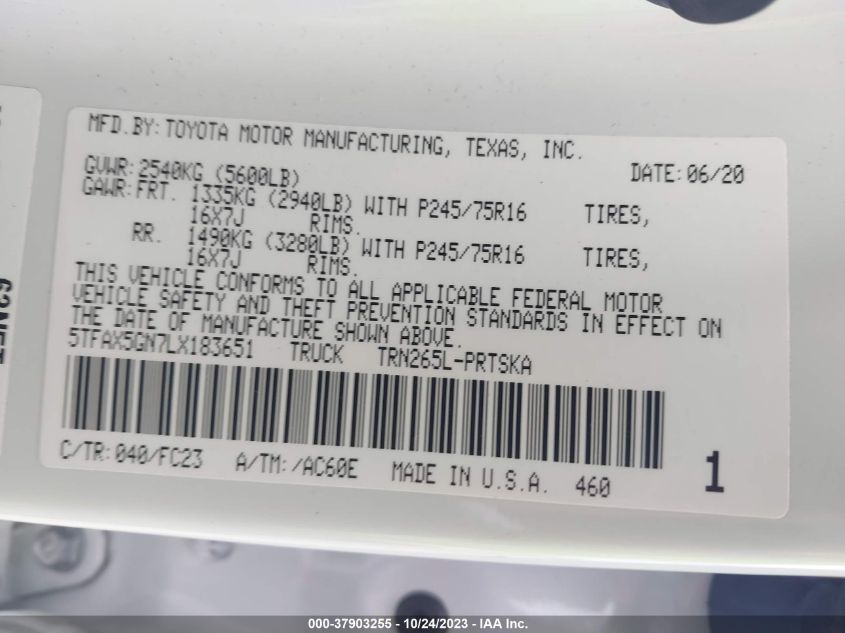 MFD.BY:TOYOTA MOTOR MANUFACTURING, TEXAS, INC.
GVWR:2540KG (5600LB) DATE:06/20
GAWR:FRT. 1335KG (2940LB) WITH P245/75R16 TIRES,
16X7J RIMS.
RR. 1490KG (3280LB) WITH P245/75R16 TIRES,
16X7J RIMS.
THIS VEHICLE CONFORMS TO ALL APPLICABLE FEDERAL MOTOR
VEHICLE SAFETY AND THEFT PREVENTION STANDARDS IN EFFECT ON
THE DATE OF MANUFACTURE SHOWN ABOVE.
5TFAX5GN7LX183651 TRUCK TRN265L-PRTSKA
C/TR:040/FC23 A/TM:/AC60E MADE IN U.S.A. 460 1
000-37903255 - 10/24/2023 - IAA Inc.